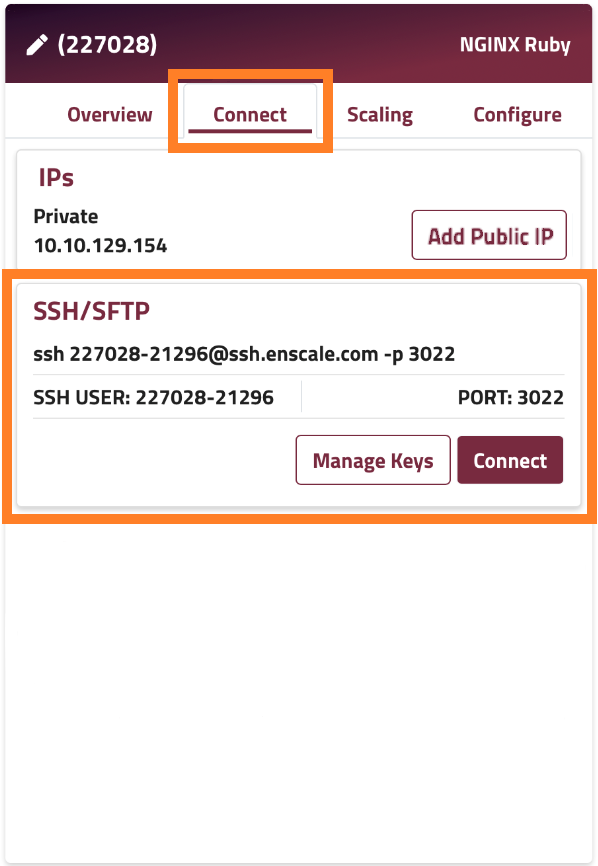 (227028) NGINX Ruby
Overview Connect Scaling Configure
IPs
Private
10.10.129.154
Add Public IP
SSH/SFTP
ssh 227028-21296@ssh.enscale.com -p 3022
SSH USER: 227028-21296 PORT: 3022
Manage Keys Connect